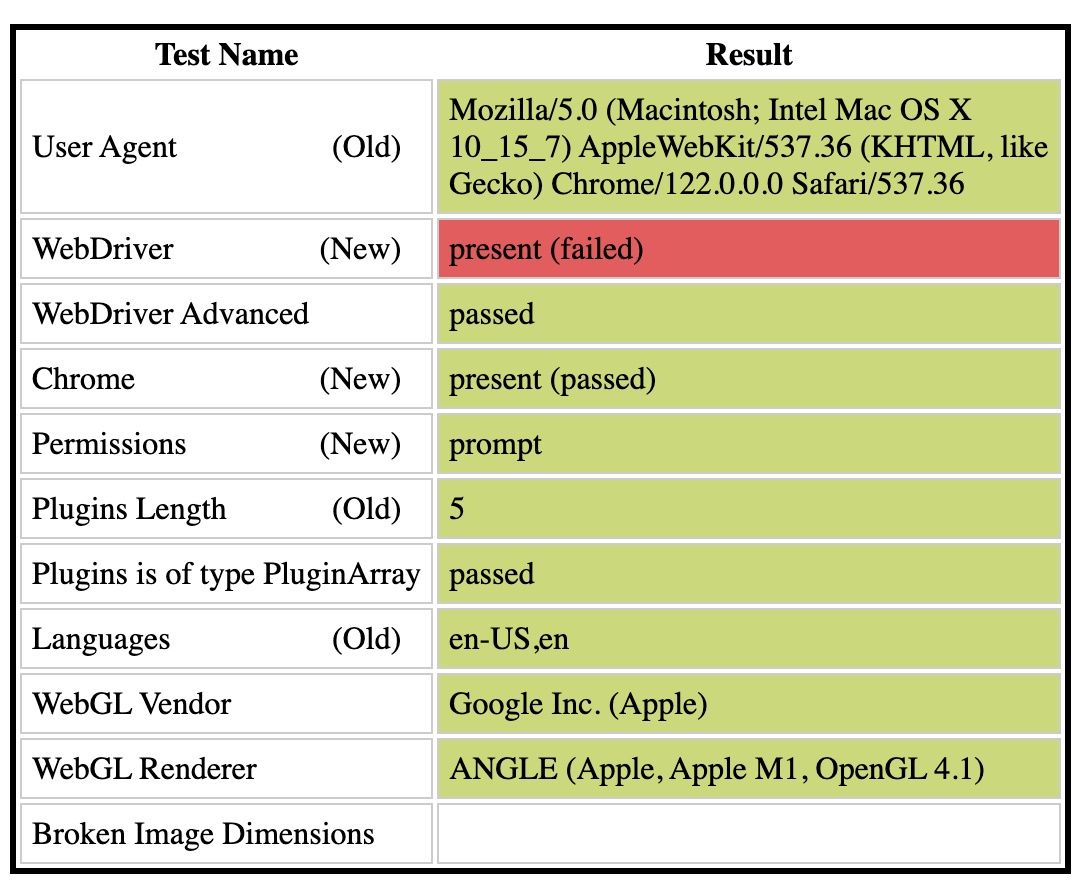 Test Name Result
User Agent (Old) Mozilla/5.0 (Macintosh; Intel Mac OS X
10_15_7) AppleWebKit/537.36 (KHTML, like
Gecko) Chrome/122.0.0.0 Safari/537.36
WebDriver (New) present (failed)
WebDriver Advanced passed
Chrome (New) present (passed)
Permissions (New) prompt
Plugins Length (Old) 5
Plugins is of type PluginArray passed
Languages (Old) en-US,en
WebGL Vendor Google Inc. (Apple)
WebGL Renderer ANGLE (Apple, Apple M1, OpenGL 4.1)
Broken Image Dimensions